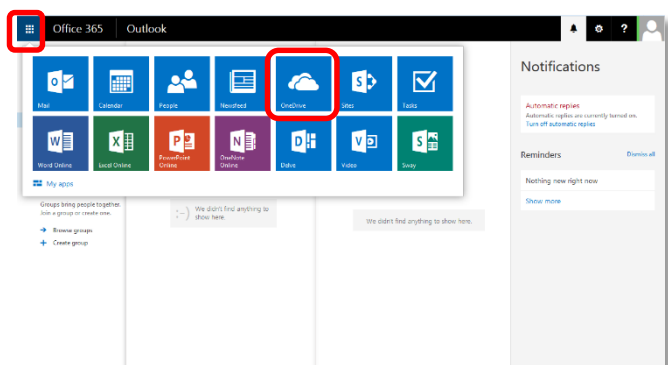 Office 365 Outlook ?
Notifications
Mail Calendar People Newsfeed OneDrive Sites Tasks
Automatic replies
Automatic replies are currently turned on.
Turn off automatic replies
Word Online Excel Online PowerPoint Online OneNote Online Delve Video Sway
Reminders Dismiss all
My apps
Nothing new right now
Show more
Groups bring people together.
Join a group or create one.
Browse groups
Create group
:-) We didn't find anything to
show here.
We didn't find anything to show here.